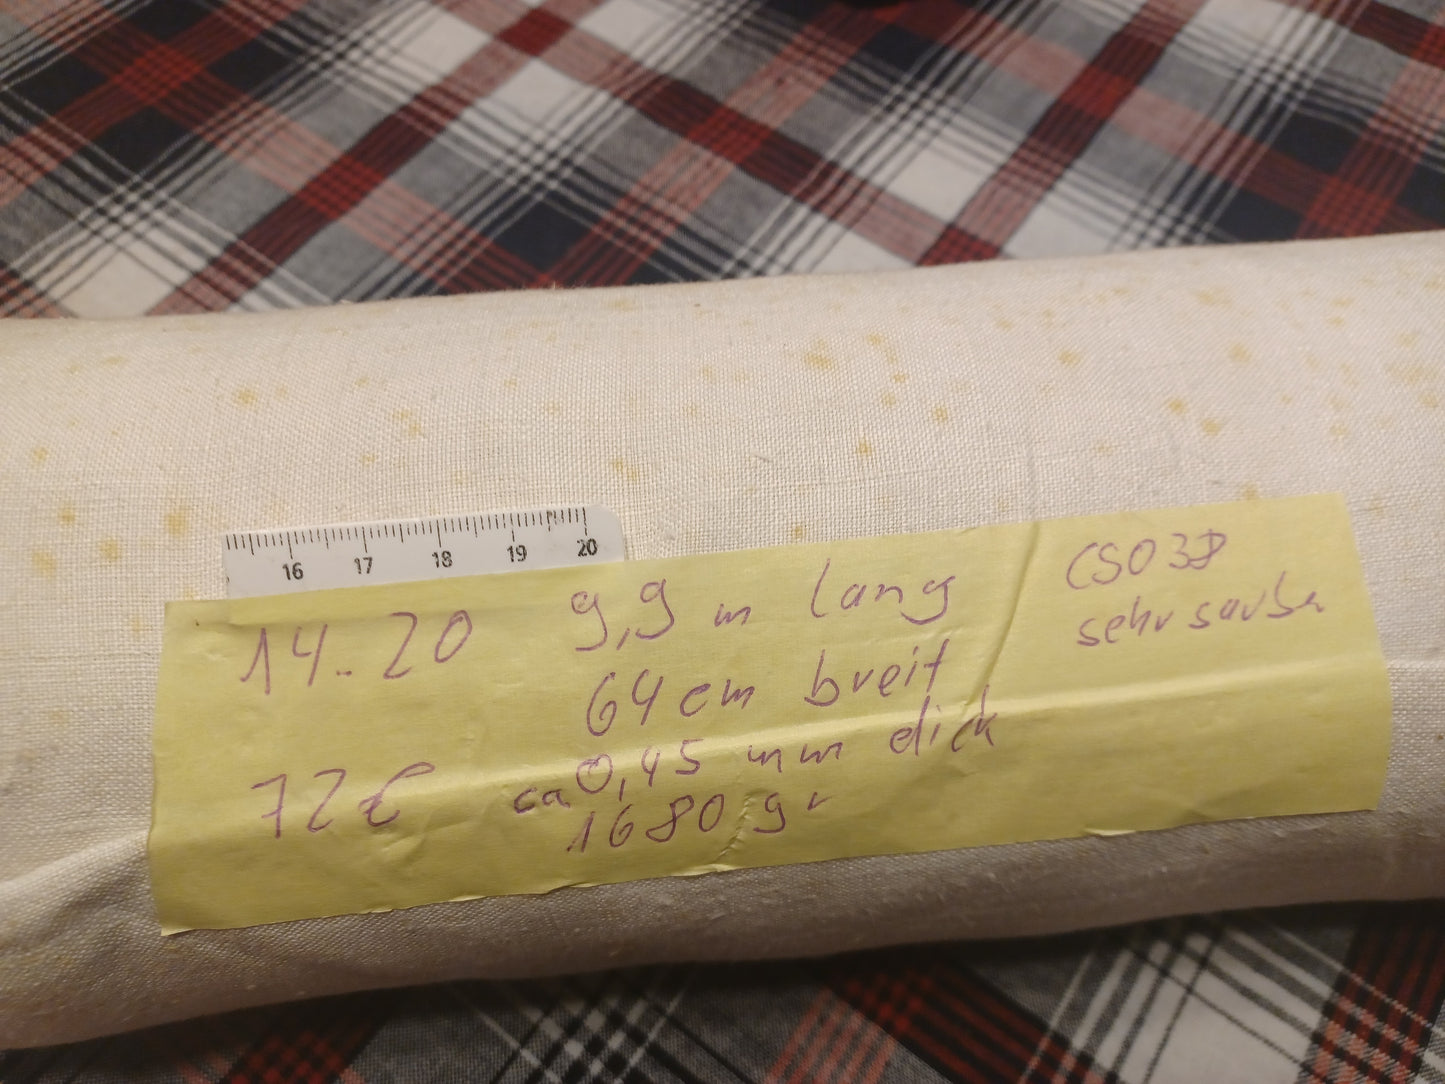 16 17 18 19 20
14..20 9,9 m lang CS038
sehr sauber
64 cm breit
72€ ca 0,45 mm dick
1680 gr